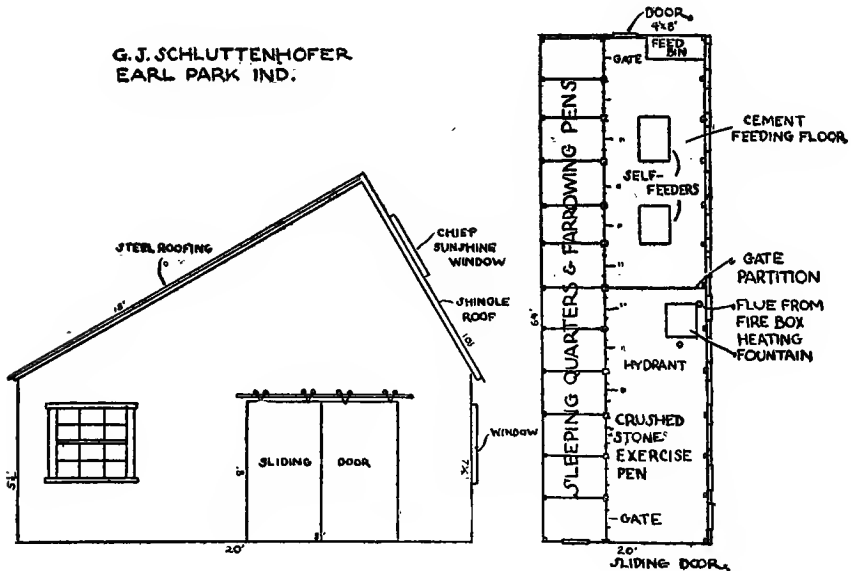 G.J. SCHLUTTENHOFER
EARL PARK IND.
STEEL ROOFING
18'
CHIEF
SUNSHINE
WINDOW
SHINGLE
ROOF
10'
WINDOW
SLIDING
DOOR
8'
8'
20'
DOOR
4'X8'
GATE
FEED
BIN
SLEEPING QUARTERS & FARROWING PENS
CEMENT
FEEDING FLOOR
SELF-
FEEDERS
GATE
PARTITION
FLUE FROM
FIRE BOX
HEATING
FOUNTAIN
64'
HYDRANT
CRUSHED
STONE
EXERCISE
PEN
GATE
20'
SLIDING DOOR.